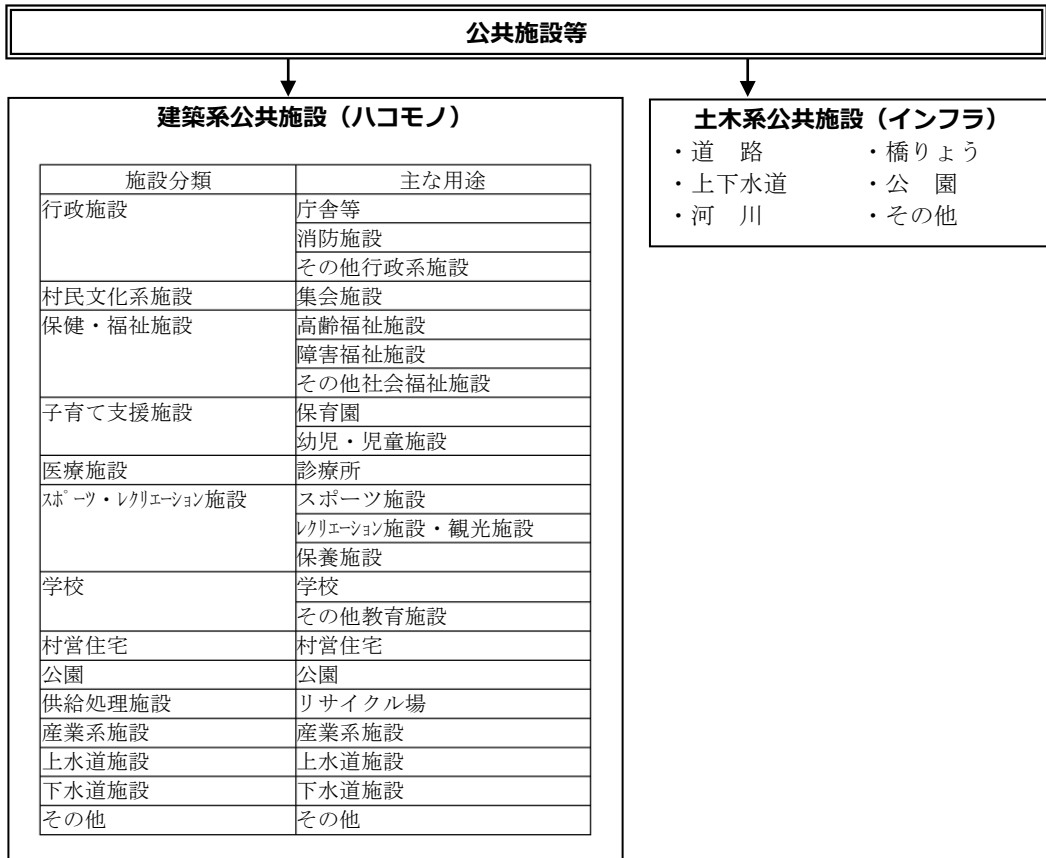 公共施設等
建築系公共施設（ハコモノ）
施設分類 主な用途
行政施設 庁舎等
消防施設
その他行政系施設
村民文化系施設 集会施設
保健・福祉施設 高齢福祉施設
障害福祉施設
その他社会福祉施設
子育て支援施設 保育園
幼児・児童施設
医療施設 診療所
ｽﾎﾟｰﾂ・ﾚｸﾘｴｰｼｮﾝ施設 スポーツ施設
ﾚｸﾘｴｰｼｮﾝ施設・観光施設
保養施設
学校 学校
その他教育施設
村営住宅 村営住宅
公園 公園
供給処理施設 リサイクル場
産業系施設 産業系施設
上水道施設 上水道施設
下水道施設 下水道施設
その他 その他
土木系公共施設（インフラ）
・道　路 ・橋りょう
・上下水道 ・公　園
・河　川 ・その他